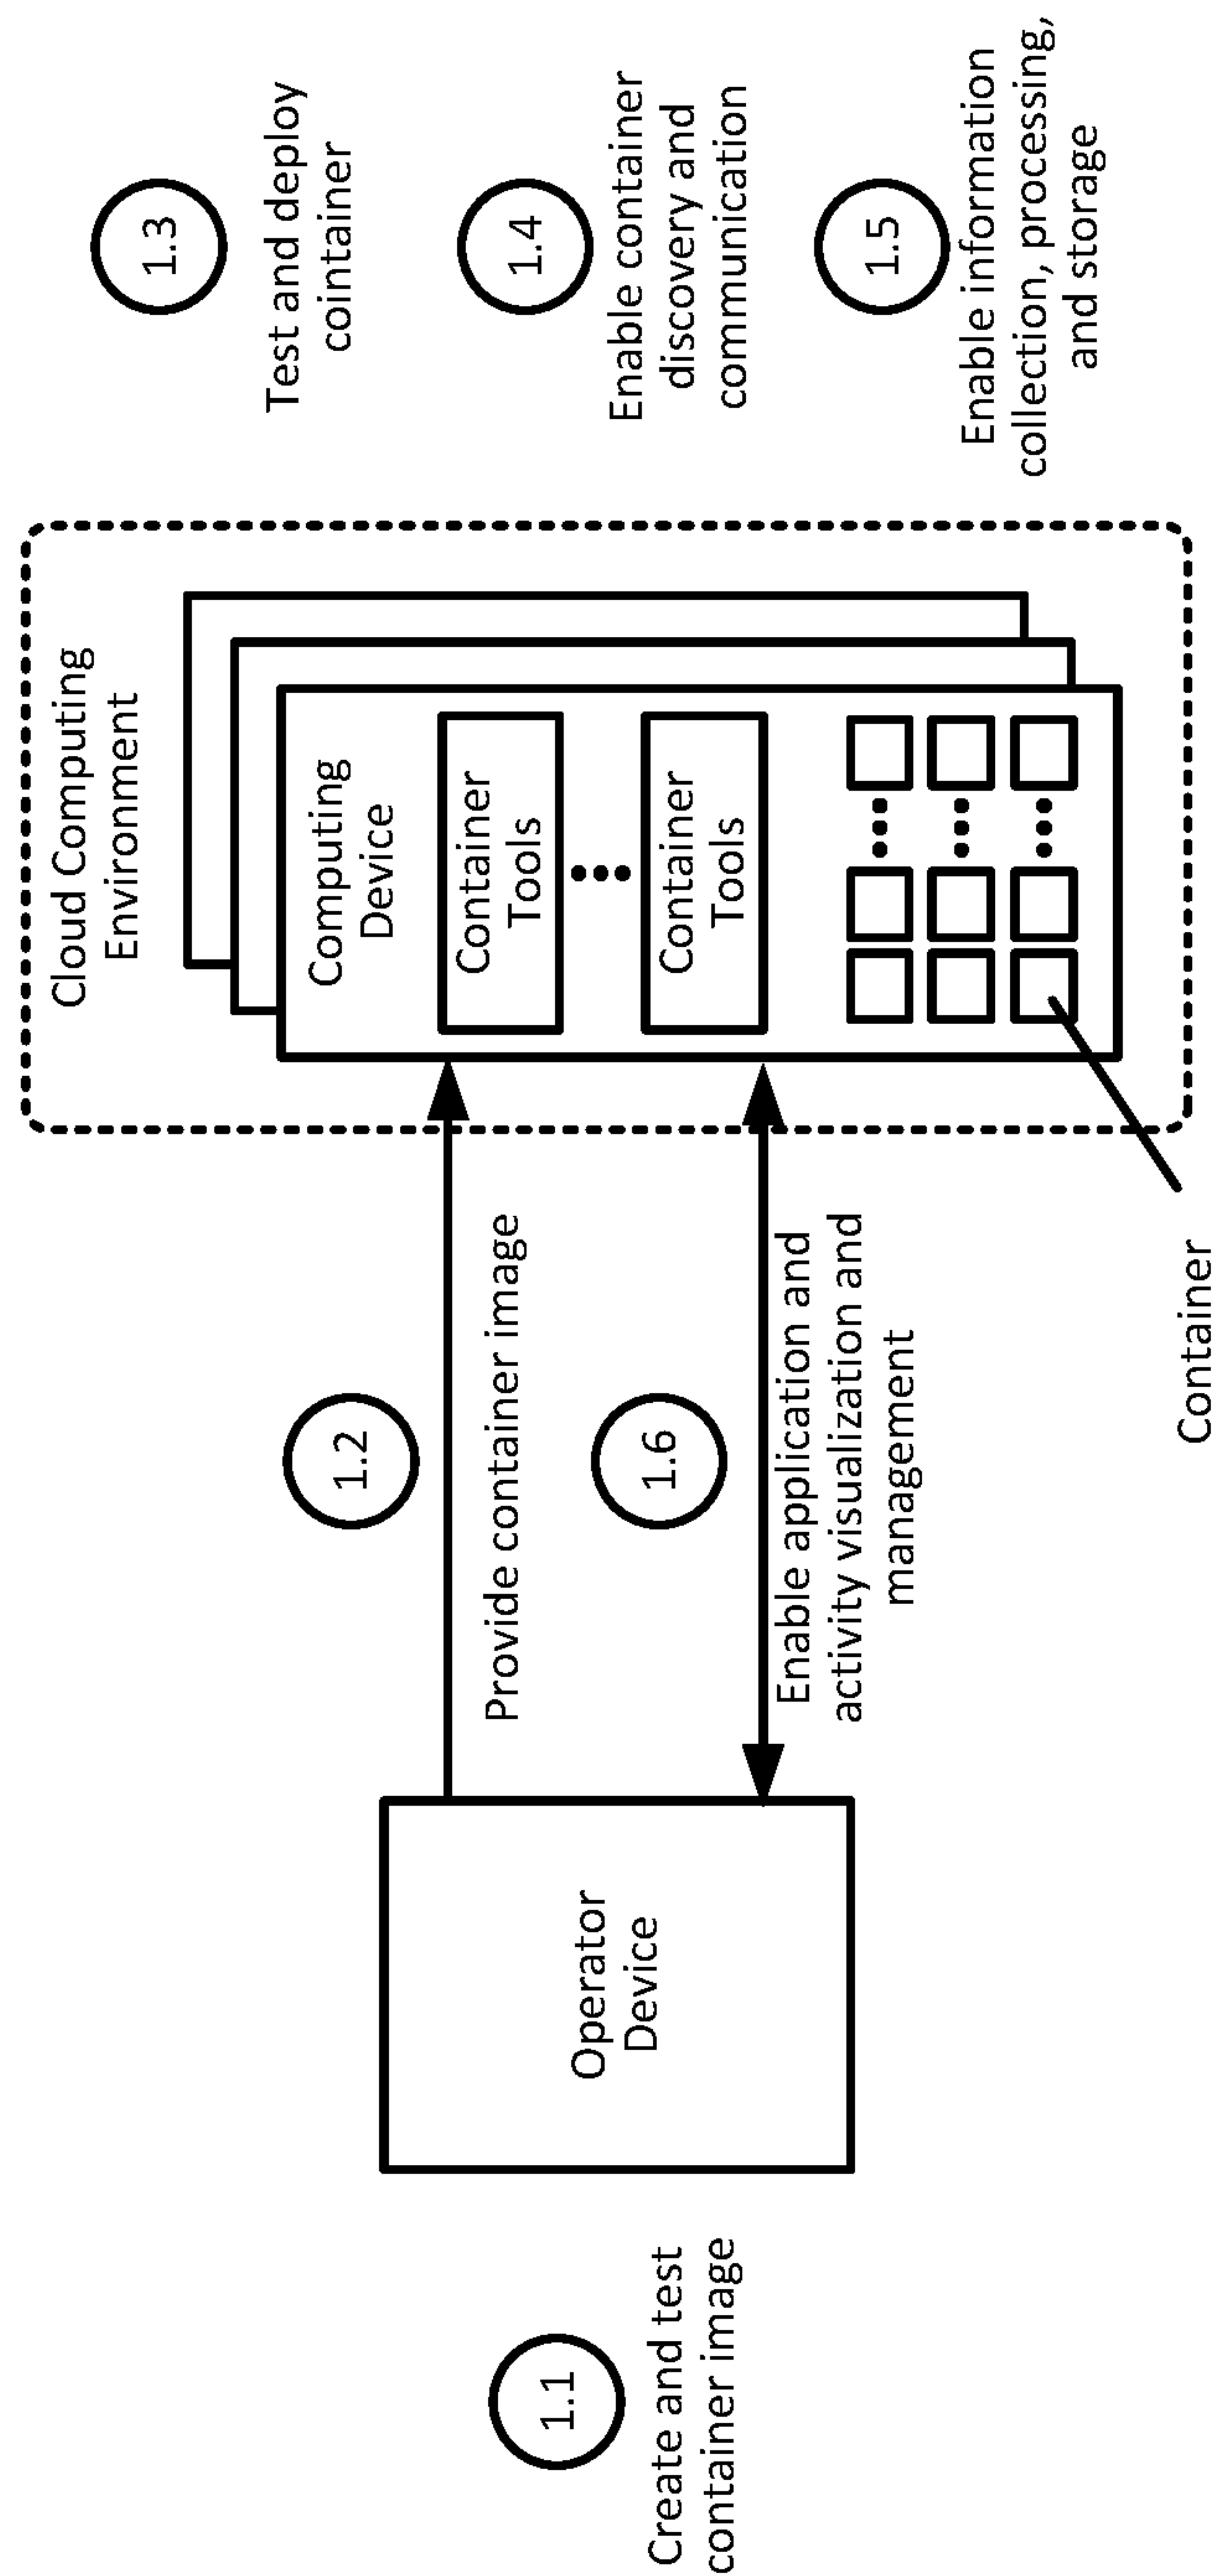 1.1
Create and test
container image
Operator
Device
1.2
Provide container image
1.6
Enable application and
activity visualization and
management
Cloud Computing
Environment
Computing
Device
Container
Tools
Container
Tools
Container
1.3
Test and deploy
cointainer
1.4
Enable container
discovery and
communication
1.5
Enable information
collection, processing,
and storage